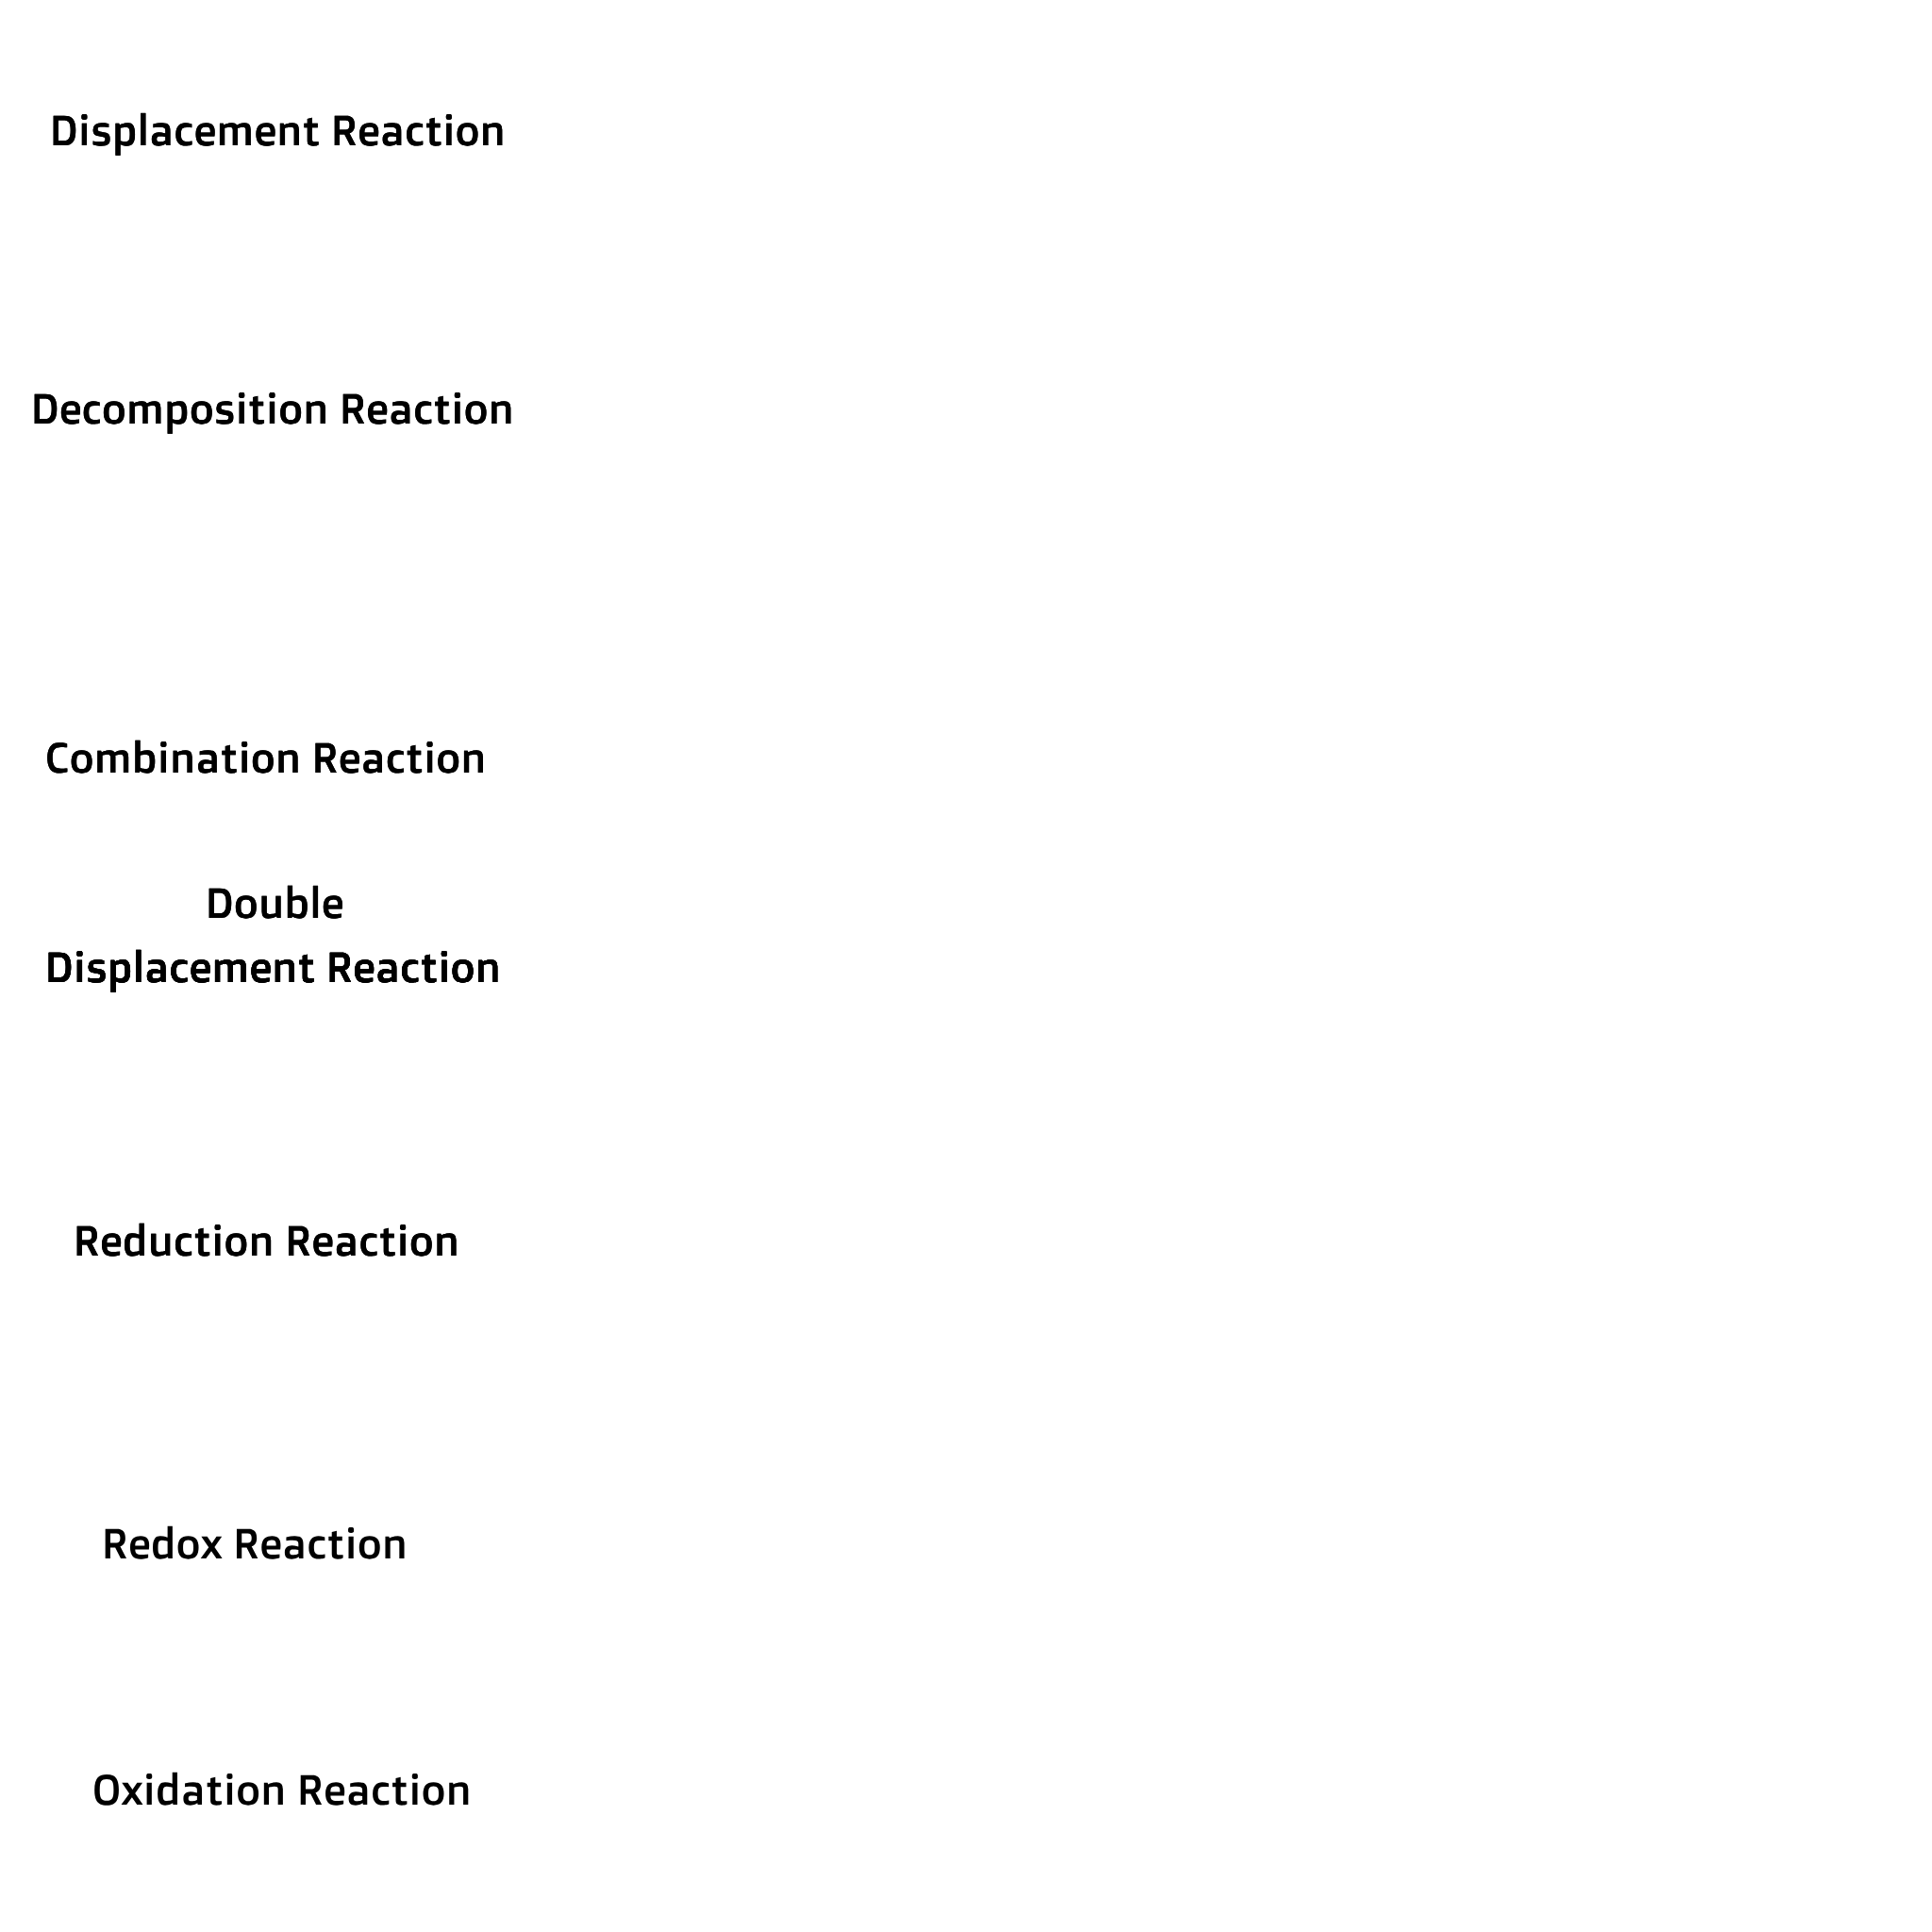 Displacement Reaction
Decomposition Reaction
Combination Reaction
Double
Displacement Reaction
Reduction Reaction
Redox Reaction
Oxidation Reaction